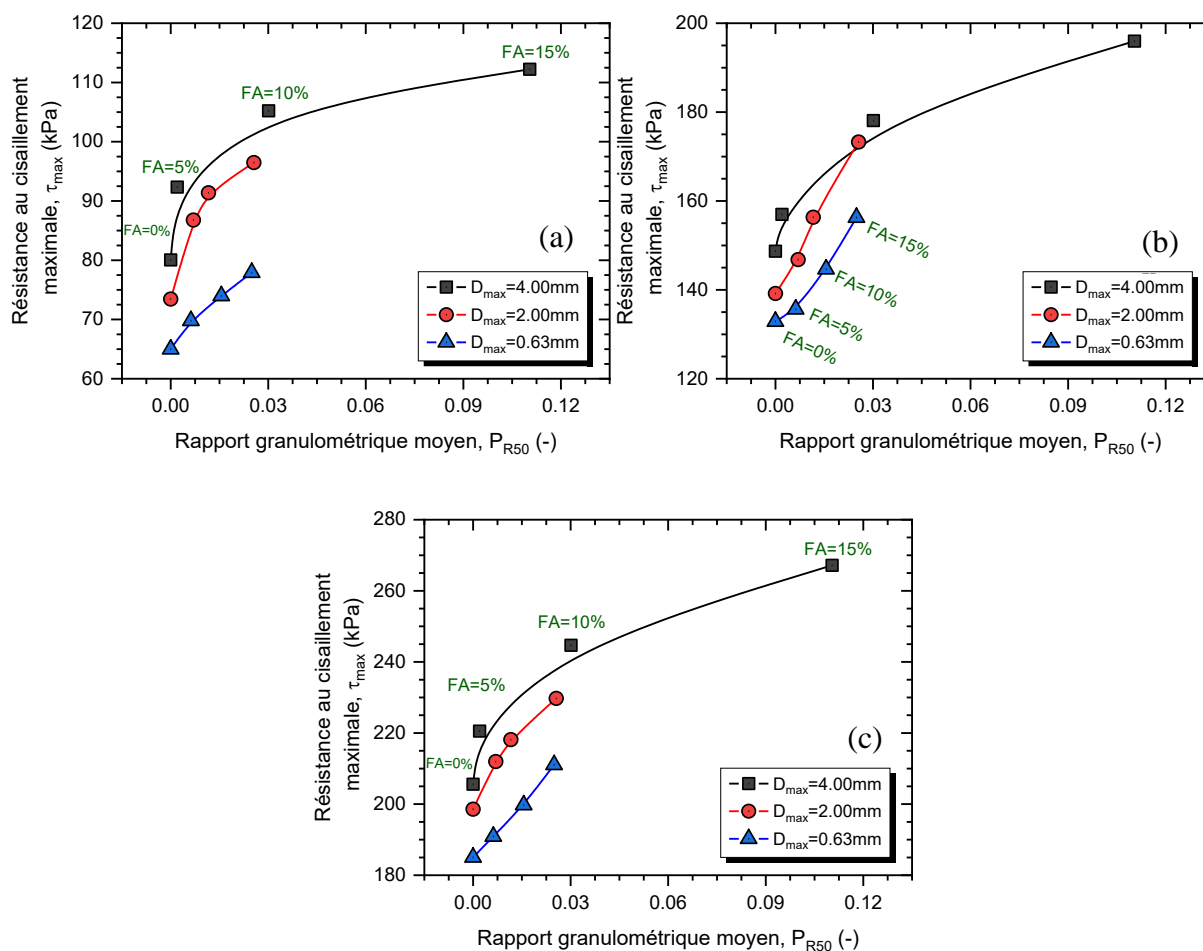 120
110
100
90
80
70
60
Résistance au cisaillement
maximale, τmax (kPa)
FA=15%
FA=10%
FA=5%
FA=0%
(a)
Dmax=4.00mm
Dmax=2.00mm
Dmax=0.63mm
0.00 0.03 0.06 0.09 0.12
Rapport granulométrique moyen, PR50 (-)
200
180
160
140
120
Résistance au cisaillement
maximale, τmax (kPa)
(b)
FA=15%
FA=10%
FA=5%
FA=0%
Dmax=4.00mm
Dmax=2.00mm
Dmax=0.63mm
0.00 0.03 0.06 0.09 0.12
Rapport granulométrique moyen, PR50 (-)
280
260
240
220
200
180
Résistance au cisaillement
maximale, τmax (kPa)
FA=15%
FA=10%
FA=5%
FA=0%
(c)
Dmax=4.00mm
Dmax=2.00mm
Dmax=0.63mm
0.00 0.03 0.06 0.09 0.12
Rapport granulométrique moyen, PR50 (-)